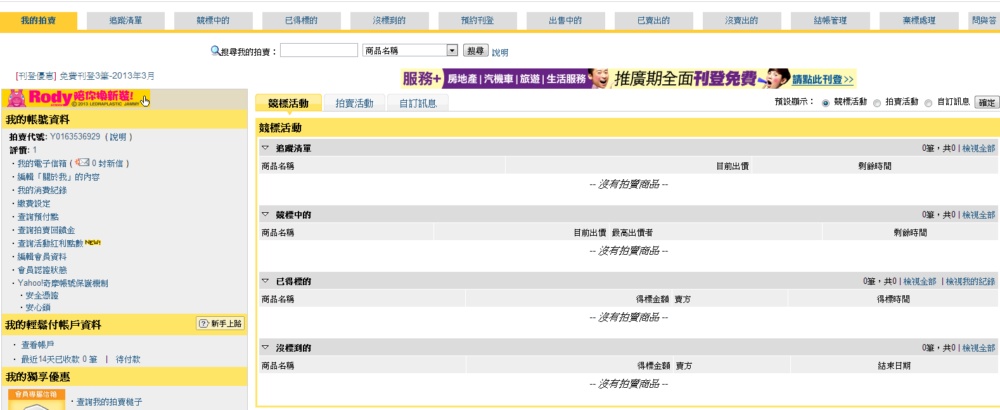 我的拍賣 追蹤清單 競標中的 已得標的 沒標到的 預約刊登 出售中的 已賣出的 沒賣出的 結帳管理 棄標處理 問與答
搜尋我的拍賣： 商品名稱 搜尋 說明
[刊登優惠] 免費刊登3筆-2013年3月
服務+ 房地產|汽機車|旅遊|生活服務 推廣期全面刊登免費 請點此刊登>>
Rody陪你換新裝!
© 2013 LEDRAPLASTIC JAMMY
我的帳號資料
拍賣代號: Y0163536929 (說明)
評價: 1
‧我的電子信箱 ( 0 封新信 )
‧編輯「關於我」的內容
‧我的消費紀錄
‧繳費設定
‧查詢預付點
‧查詢拍賣回饋金
‧查詢活動紅利點數 NEW!
‧編輯會員資料
‧會員認證狀態
‧Yahoo!奇摩帳號保護機制
‧安全憑證
‧安心鎖
我的輕鬆付帳戶資料 新手上路
‧查看帳戶
‧最近14天已收款 0 筆 | 待付款
我的獨享優惠
會員專屬信箱
‧查詢我的拍賣槌子
競標活動 拍賣活動 自訂訊息
預設顯示： 競標活動 拍賣活動 自訂訊息 確定
競標活動
追蹤清單 0筆，共0 | 檢視全部
商品名稱 目前出價 剩餘時間
-- 沒有拍賣商品 --
競標中的 0筆，共0 | 檢視全部
商品名稱 目前出價 最高出價者 剩餘時間
-- 沒有拍賣商品 --
已得標的 0筆，共0 | 檢視全部 | 檢視我的紀錄
商品名稱 得標金額 賣方 得標時間
-- 沒有拍賣商品 --
沒標到的 0筆，共0 | 檢視全部
商品名稱 得標金額 賣方 結束日期
-- 沒有拍賣商品 --